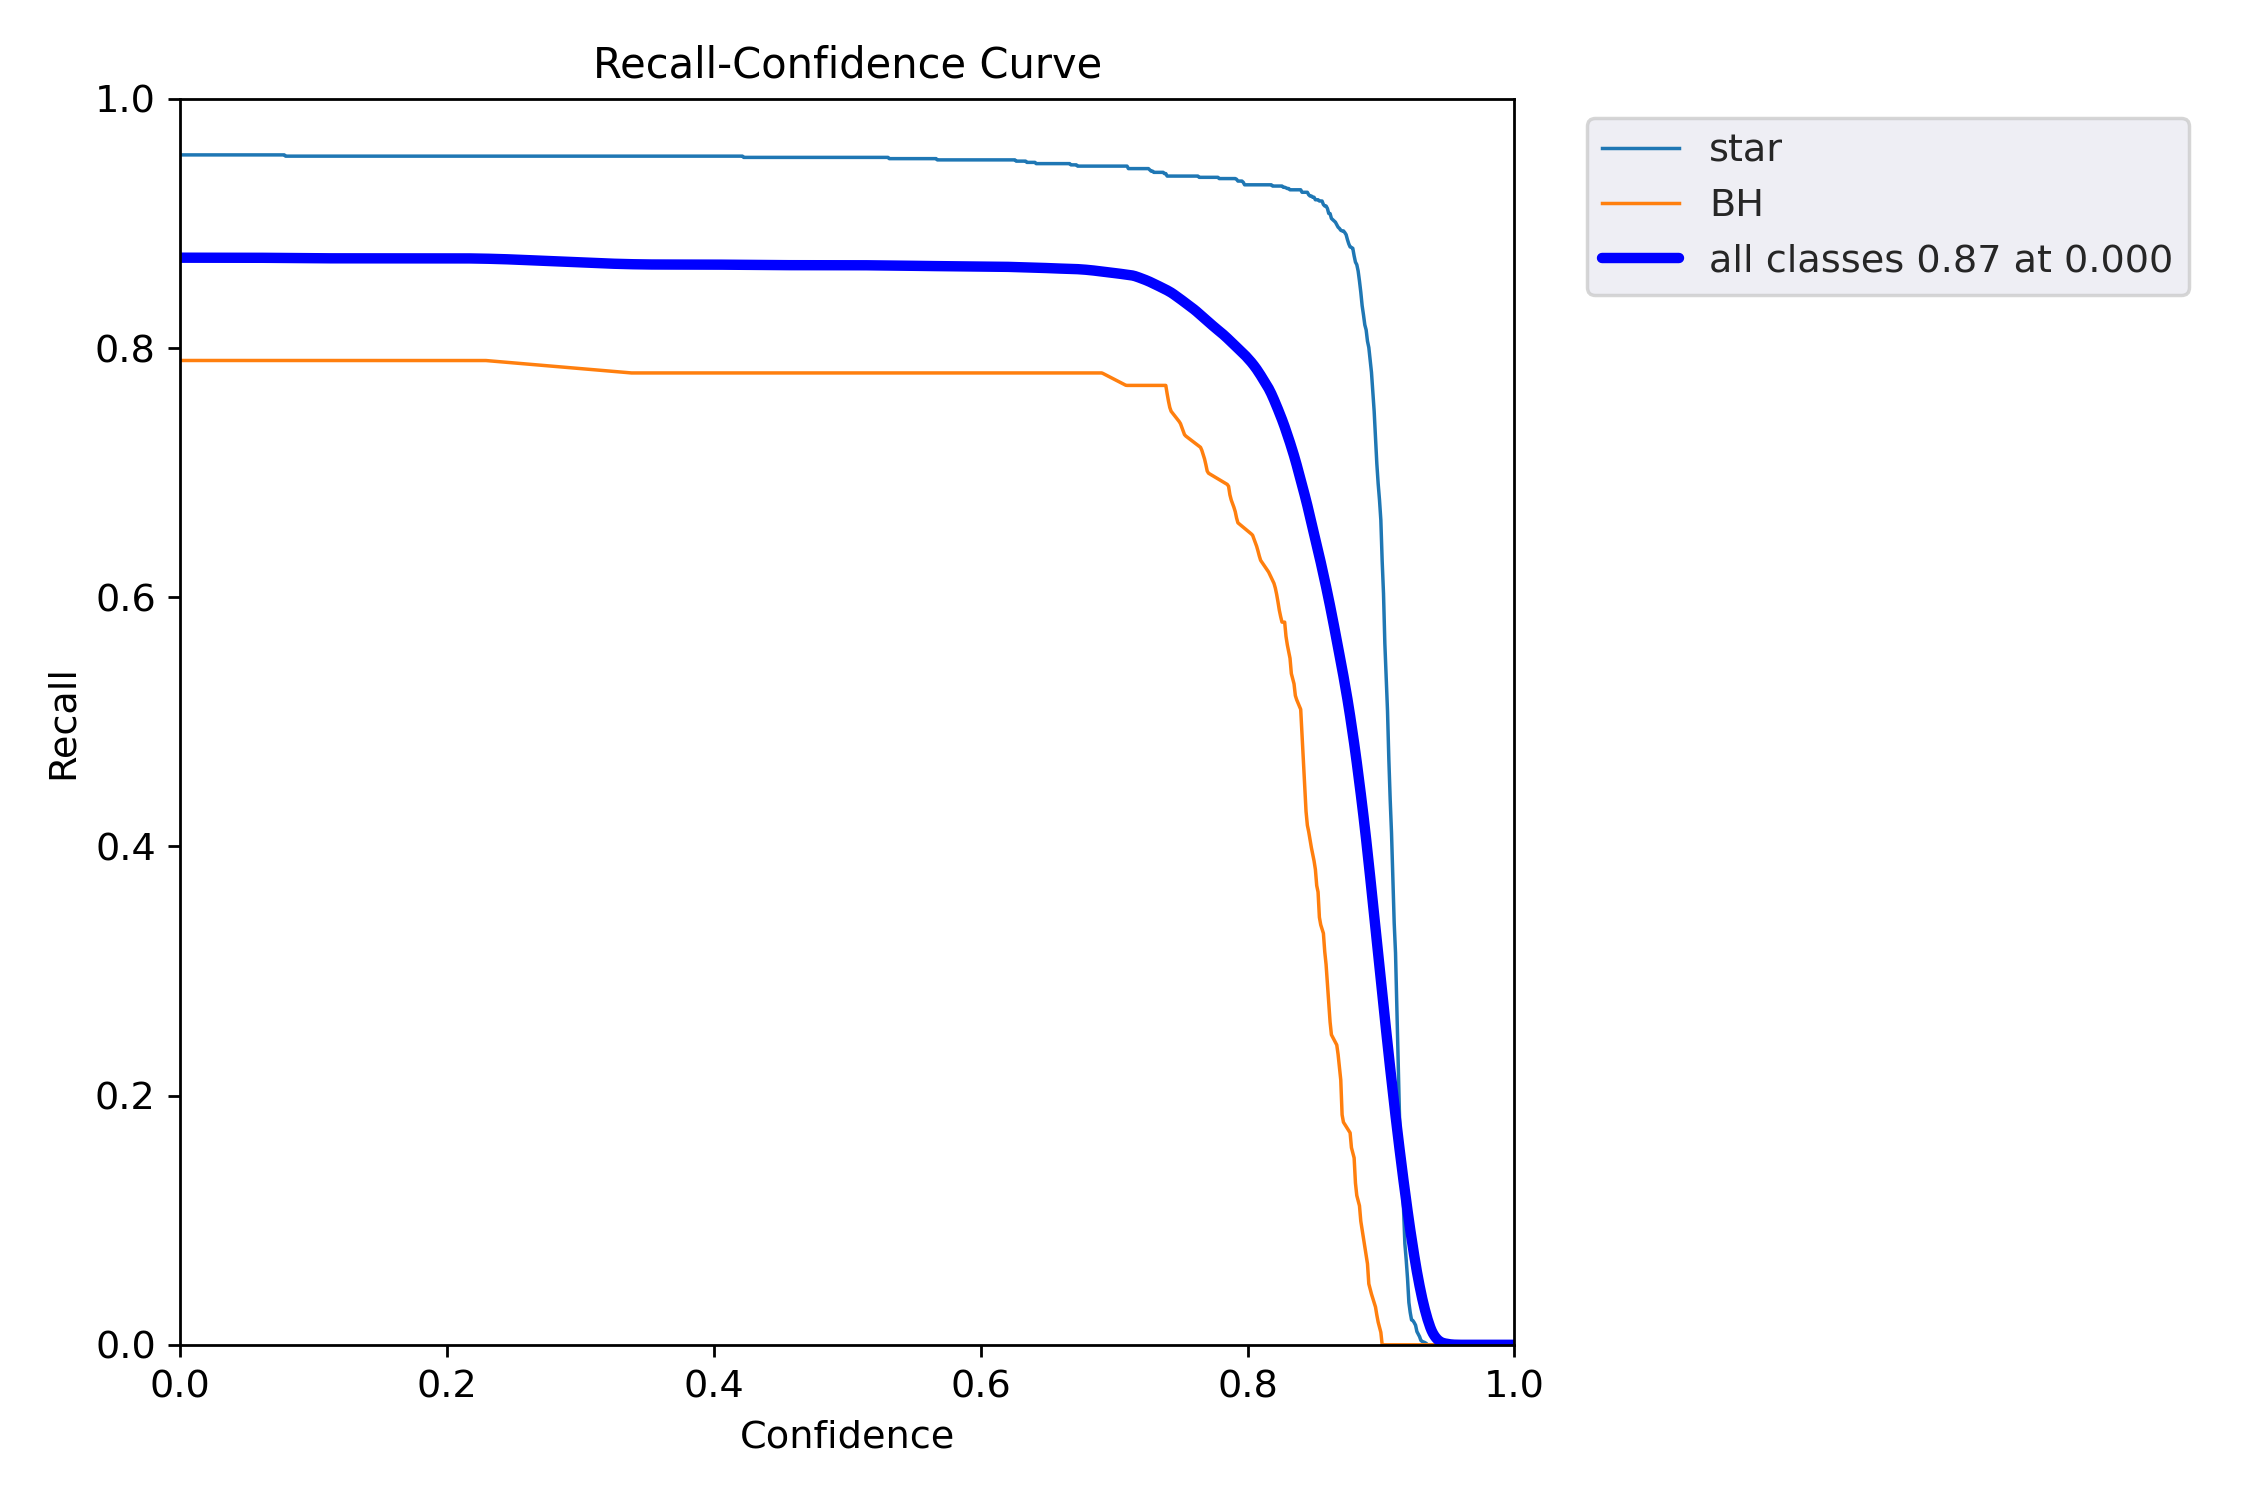 Recall-Confidence Curve
1.0
0.8
0.6
0.4
0.2
0.0
Recall
0.0 0.2 0.4 0.6 0.8 1.0
Confidence
star
BH
all classes 0.87 at 0.000